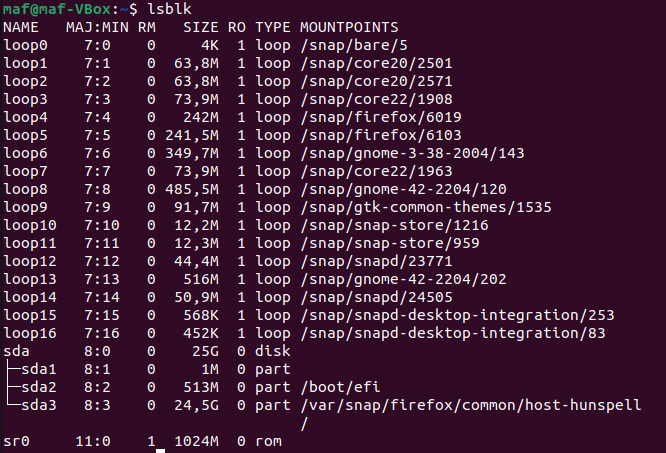 maf@maf-VBox:~$ lsblk
NAME   MAJ:MIN RM   SIZE RO TYPE MOUNTPOINTS
loop0    7:0    0     4K  1 loop /snap/bare/5
loop1    7:1    0  63,8M  1 loop /snap/core20/2501
loop2    7:2    0  63,8M  1 loop /snap/core20/2571
loop3    7:3    0  73,9M  1 loop /snap/core22/1908
loop4    7:4    0   242M  1 loop /snap/firefox/6019
loop5    7:5    0 241,5M  1 loop /snap/firefox/6103
loop6    7:6    0 349,7M  1 loop /snap/gnome-3-38-2004/143
loop7    7:7    0  73,9M  1 loop /snap/core22/1963
loop8    7:8    0 485,5M  1 loop /snap/gnome-42-2204/120
loop9    7:9    0  91,7M  1 loop /snap/gtk-common-themes/1535
loop10   7:10   0  12,2M  1 loop /snap/snap-store/1216
loop11   7:11   0  12,3M  1 loop /snap/snap-store/959
loop12   7:12   0  44,4M  1 loop /snap/snapd/23771
loop13   7:13   0   516M  1 loop /snap/gnome-42-2204/202
loop14   7:14   0  50,9M  1 loop /snap/snapd/24505
loop15   7:15   0   568K  1 loop /snap/snapd-desktop-integration/253
loop16   7:16   0   452K  1 loop /snap/snapd-desktop-integration/83
sda      8:0    0    25G  0 disk
├─sda1   8:1    0     1M  0 part
├─sda2   8:2    0   513M  0 part /boot/efi
└─sda3   8:3    0  24,5G  0 part /var/snap/firefox/common/host-hunspell
                                 /
sr0     11:0    1  1024M  0 rom